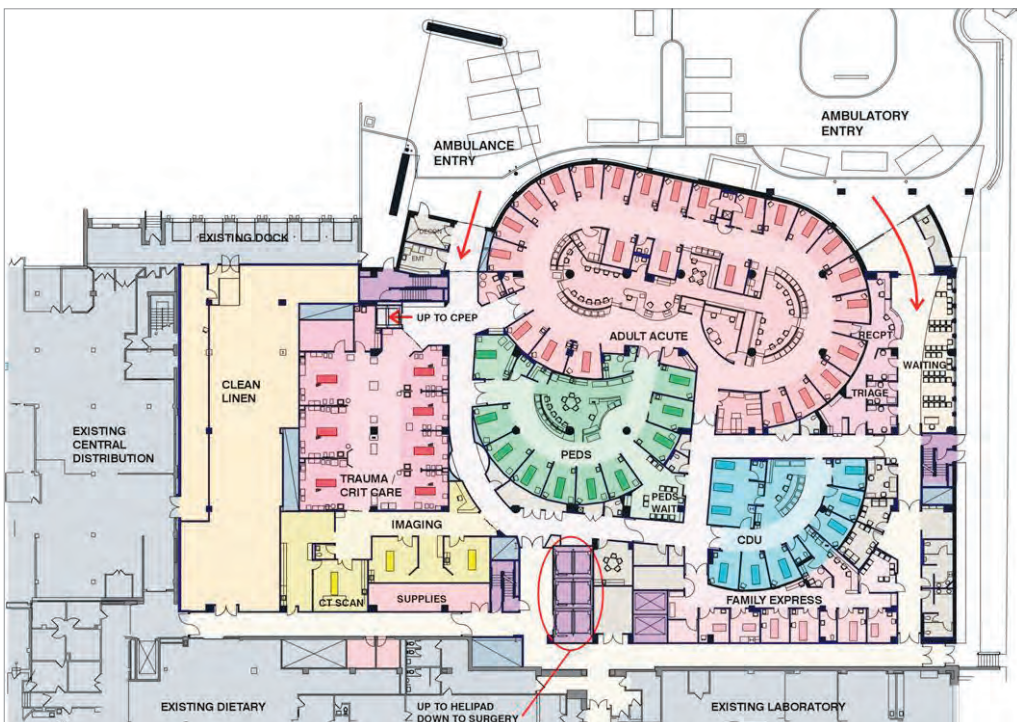 AMBULATORY
ENTRY
AMBULANCE
ENTRY
DECON
EMT
EXISTING DOCK
UP TO CPEP
ADULT ACUTE
RECPT
WAITING
TRIAGE
CLEAN
LINEN
EXISTING
CENTRAL
DISTRIBUTION
PEDS
TRAUMA /
CRIT CARE
PEDS
WAIT
IMAGING
CDU
CT SCAN
SUPPLIES
FAMILY EXPRESS
EXISTING DIETARY
UP TO HELIPAD
DOWN TO SURGERY
EXISTING LABORATORY